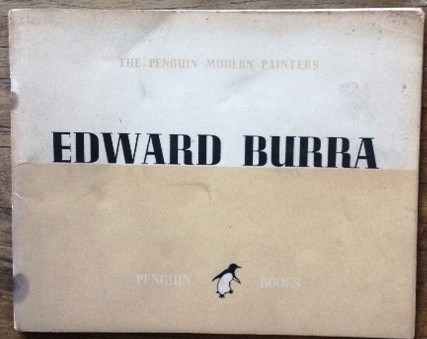 THE PENGUIN MODERN PAINTERS
EDWARD BURRA
PENGUIN BOOKS